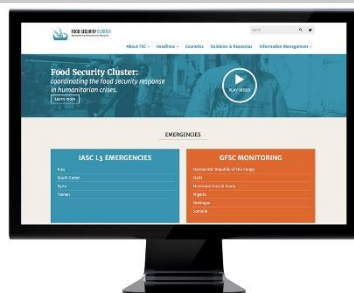 FOOD SECURITY CLUSTER
About FSC
Headlines
Countries
Guidance & Resources
Information Management
Food Security Cluster:
coordinating the food security response
in humanitarian crises.
Learn more
PLAY VIDEO
EMERGENCIES
IASC L3 EMERGENCIES
Iraq
South Sudan
Syria
Yemen
GFSC MONITORING
Democratic Republic of the Congo
Haiti
Nigeria
Somalia